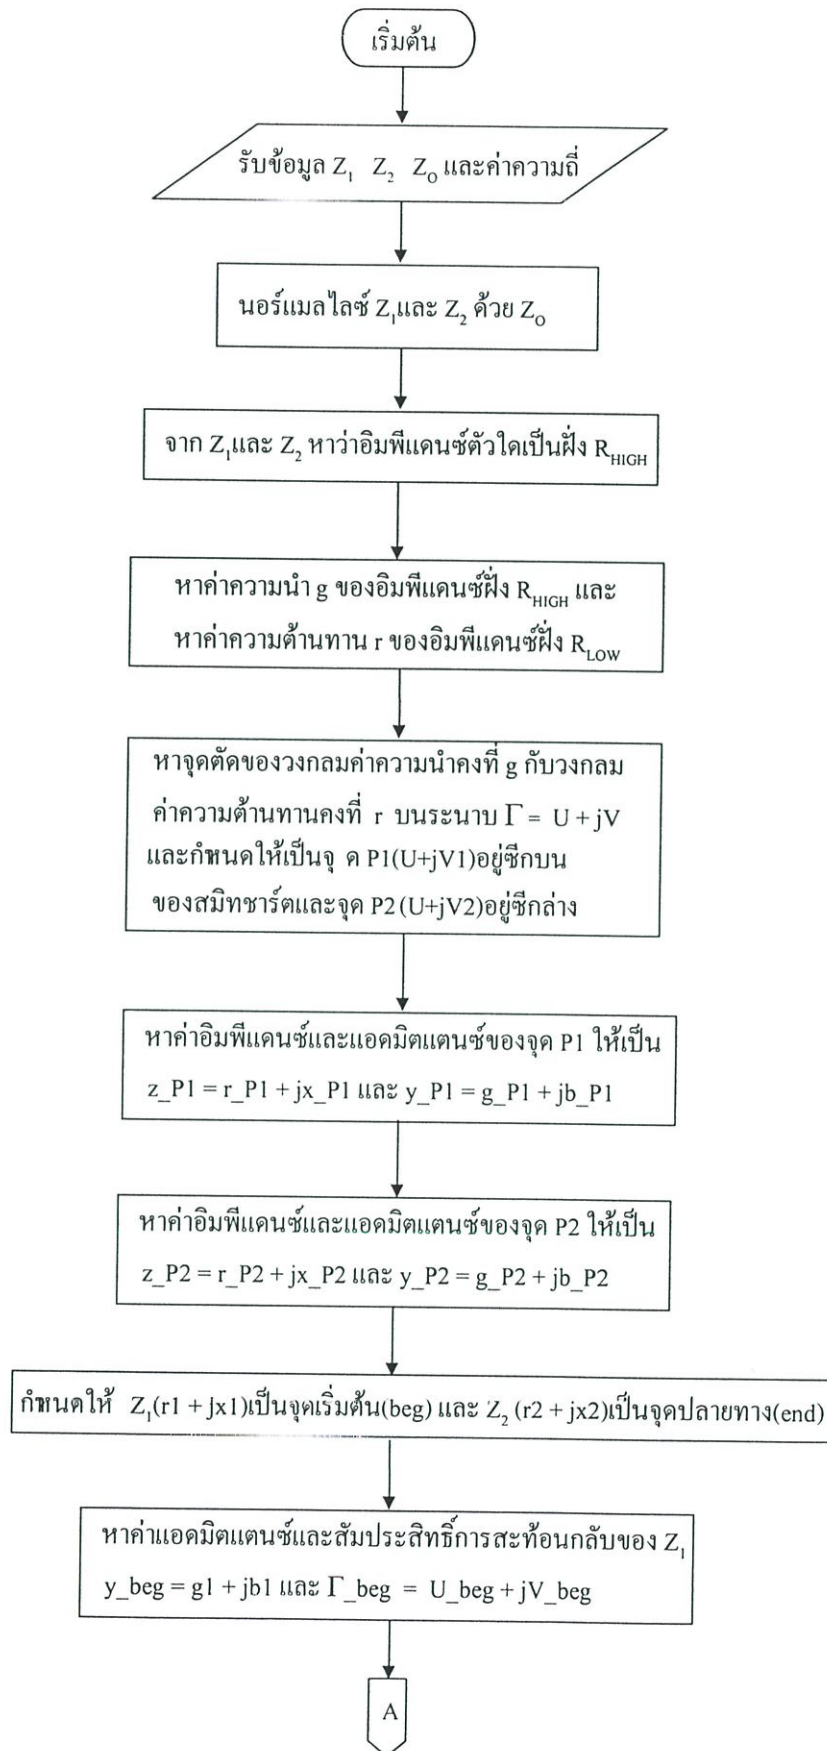 เริ่มต้น
รับข้อมูล Z₁ Z₂ Z₀ และค่าความถี่
นอร์แมลไลซ์ Z₁และ Z₂ ด้วย Z₀
จาก Z₁และ Z₂ หาว่าอิมพีแดนซ์ตัวใดเป็นฝั่ง R_HIGH
หาค่าความนำ g ของอิมพีแดนซ์ฝั่ง R_HIGH และ
หาค่าความต้านทาน r ของอิมพีแดนซ์ฝั่ง R_LOW
หาจุดตัดของวงกลมค่าความนำคงที่ g กับวงกลม
ค่าความต้านทานคงที่ r บนระนาบ Γ = U + jV
และกำหนดให้เป็นจุ ด P1(U+jV1)อยู่ซีกบน
ของสมิทชาร์ตและจุด P2(U+jV2)อยู่ซีกล่าง
หาค่าอิมพีแดนซ์และแอดมิตแตนซ์ของจุด P1 ให้เป็น
z_P1 = r_P1 + jx_P1 และ y_P1 = g_P1 + jb_P1
หาค่าอิมพีแดนซ์และแอดมิตแตนซ์ของจุด P2 ให้เป็น
z_P2 = r_P2 + jx_P2 และ y_P2 = g_P2 + jb_P2
กำหนดให้ Z₁(r1 + jx1)เป็นจุดเริ่มต้น(beg) และ Z₂ (r2 + jx2)เป็นจุดปลายทาง(end)
หาค่าแอดมิตแตนซ์และสัมประสิทธิ์การสะท้อนกลับของ Z₁
y_beg = g1 + jb1 และ Γ_beg = U_beg + jV_beg
A